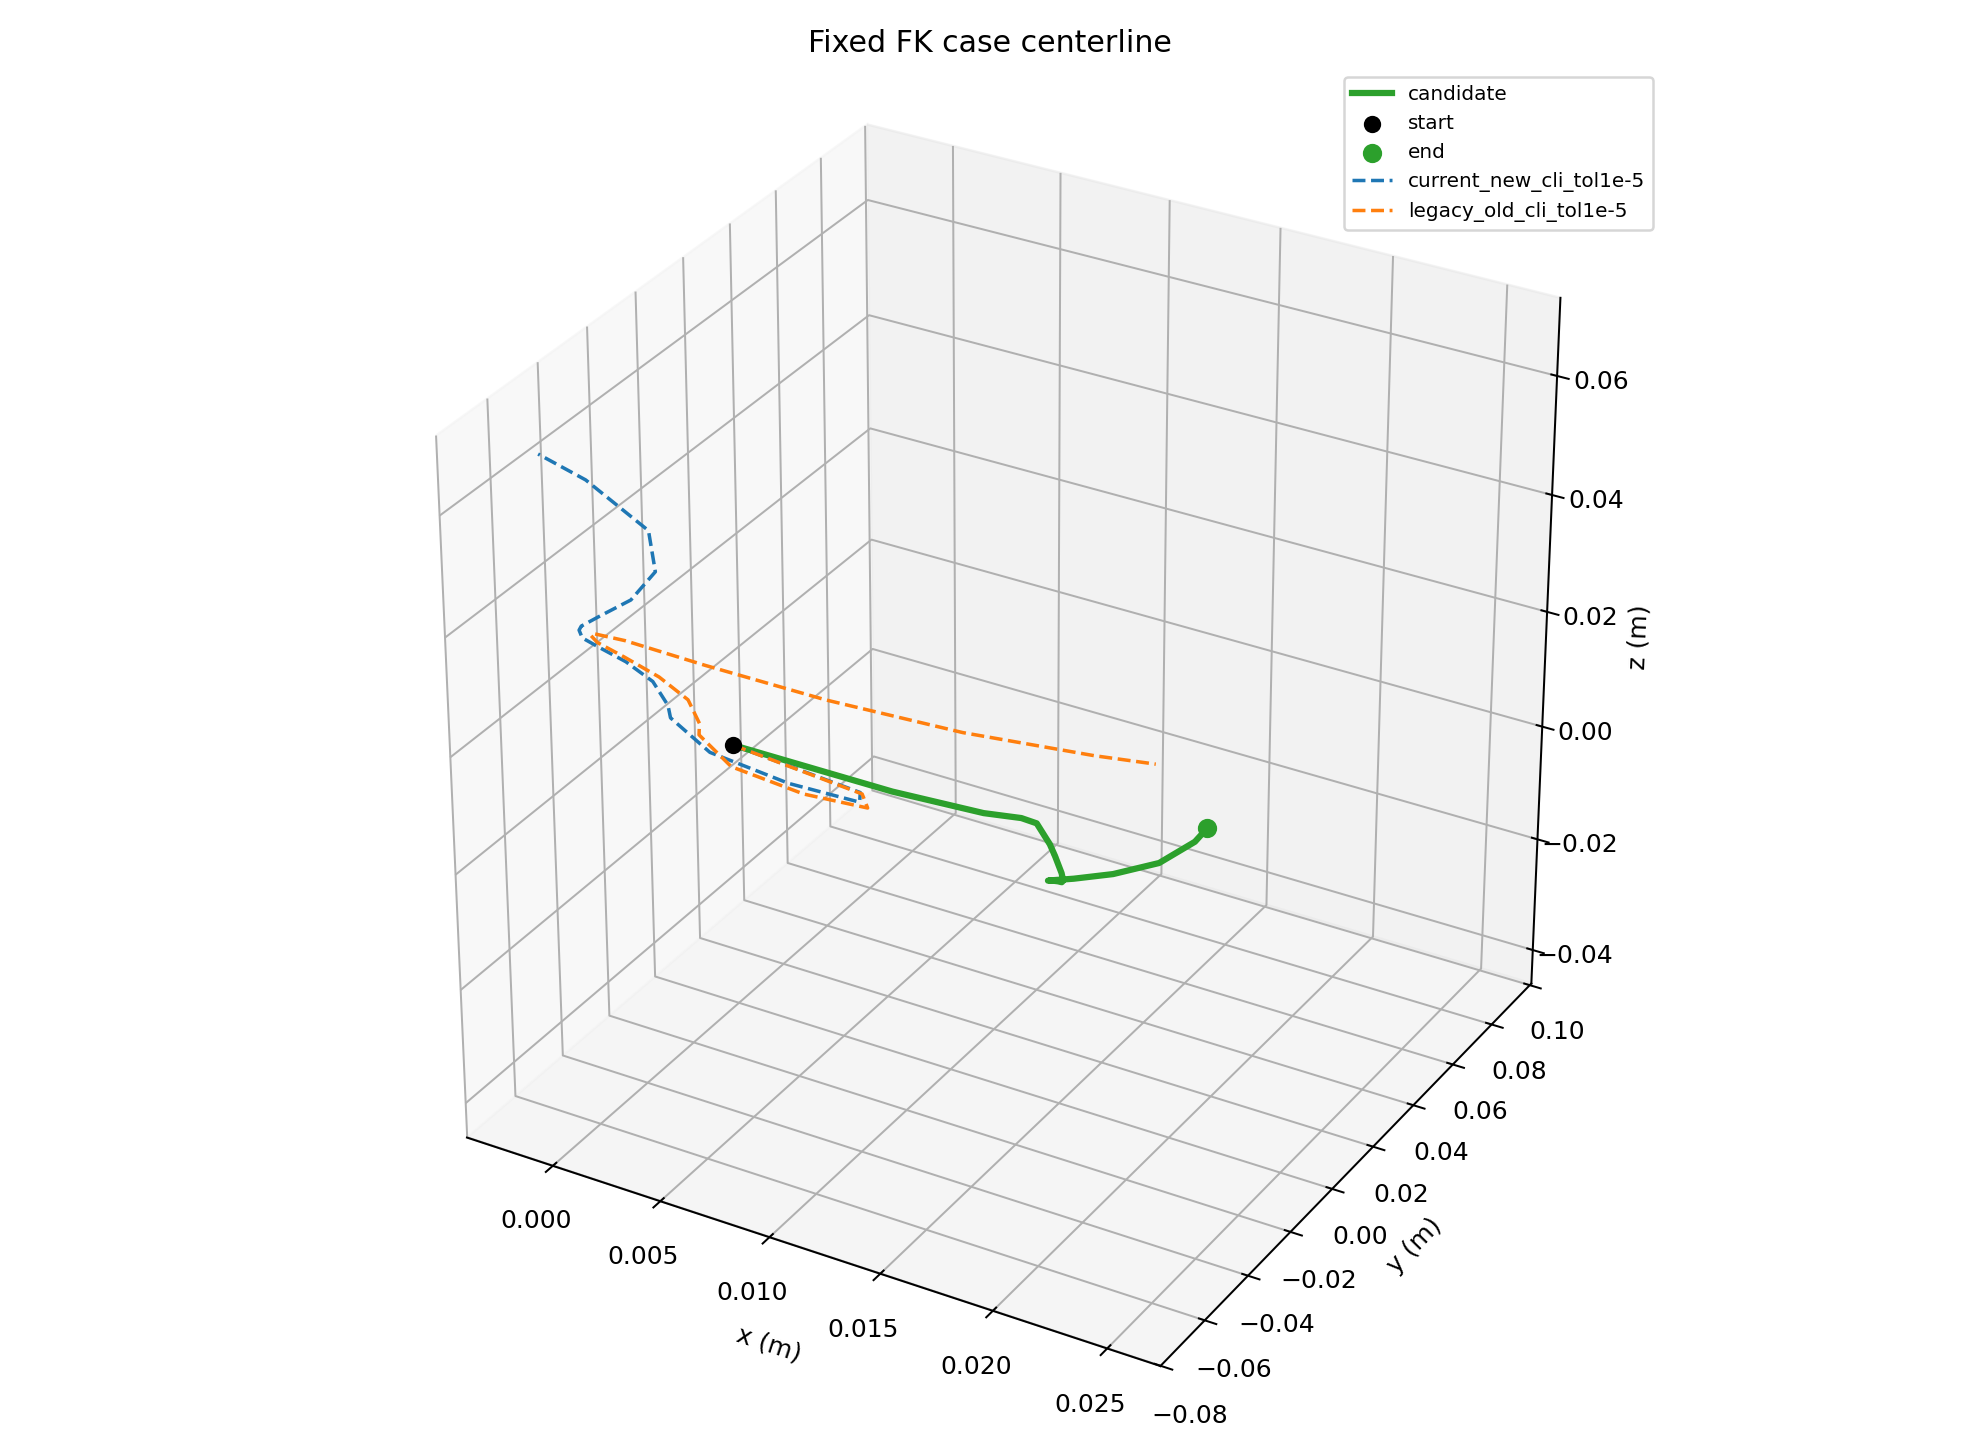 Fixed FK case centerline
candidate
start
end
current_new_cli_tol1e-5
legacy_old_cli_tol1e-5
0.06
0.04
0.02
0.00
−0.02
−0.04
z (m)
0.10
0.08
0.06
0.04
0.02
0.00
−0.02
−0.04
−0.06
−0.08
y (m)
0.000
0.005
0.010
0.015
0.020
0.025
x (m)